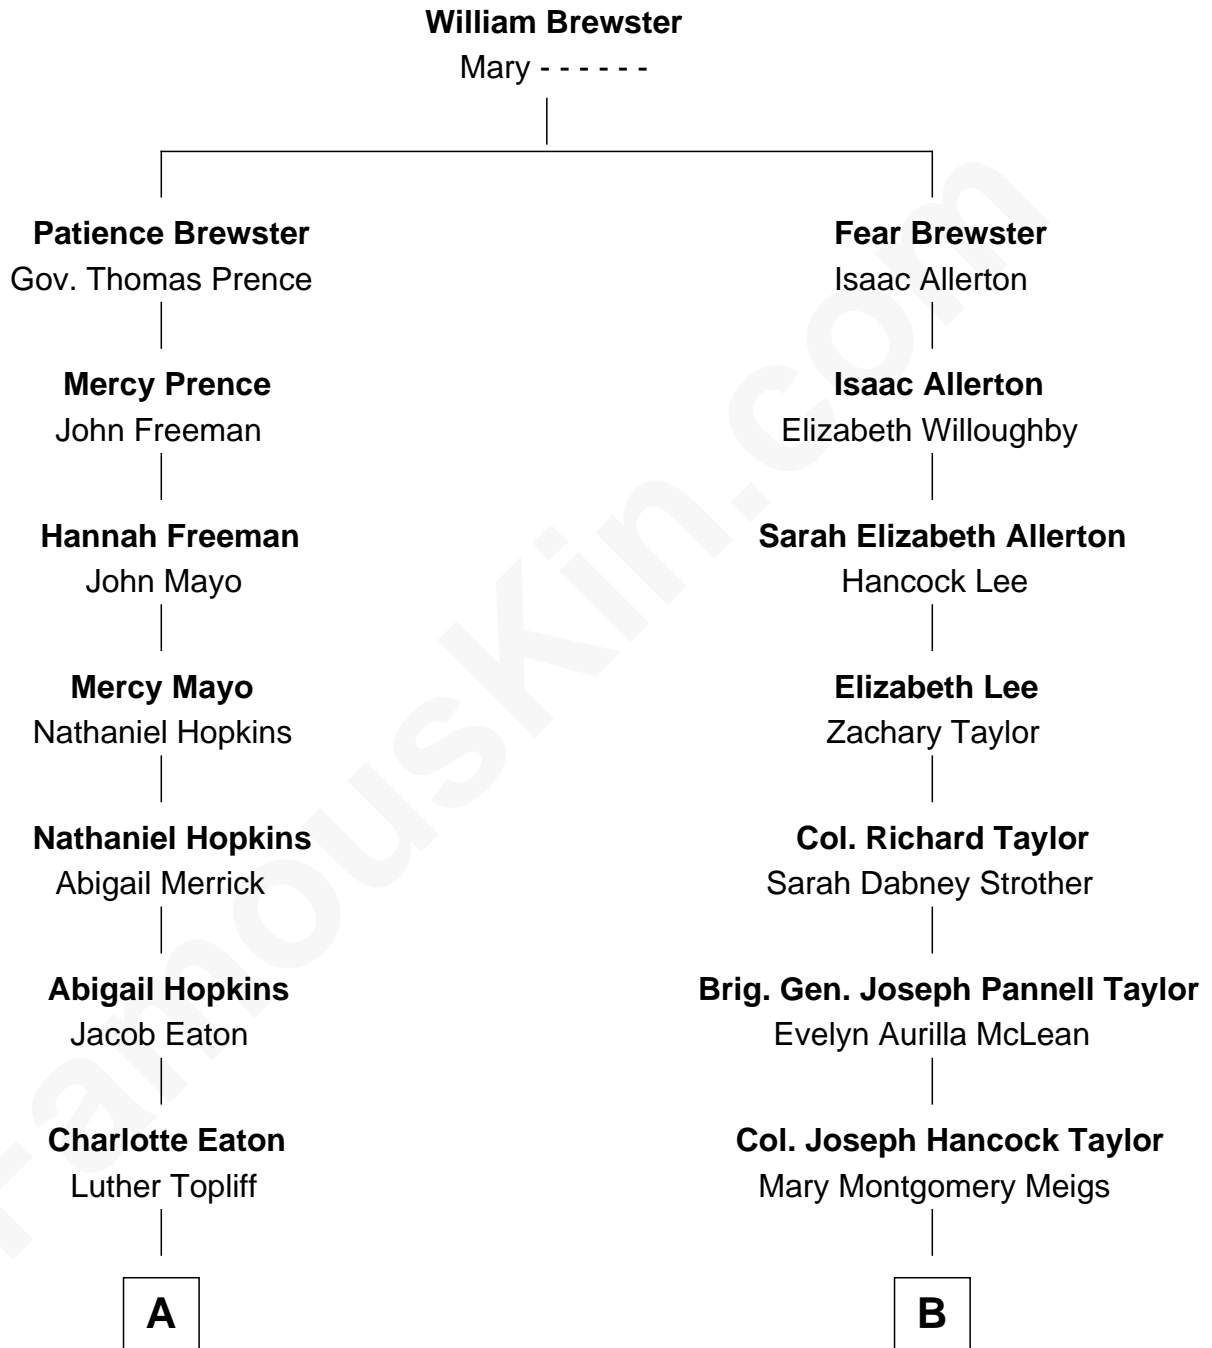 William Brewster
Mary - - - - - -
Patience Brewster
Gov. Thomas Prence
Fear Brewster
Isaac Allerton
Mercy Prence
John Freeman
Isaac Allerton
Elizabeth Willoughby
Hannah Freeman
John Mayo
Sarah Elizabeth Allerton
Hancock Lee
Mercy Mayo
Nathaniel Hopkins
Elizabeth Lee
Zachary Taylor
Nathaniel Hopkins
Abigail Merrick
Col. Richard Taylor
Sarah Dabney Strother
Abigail Hopkins
Jacob Eaton
Brig. Gen. Joseph Pannell Taylor
Evelyn Aurilla McLean
Charlotte Eaton
Luther Topliff
Col. Joseph Hancock Taylor
Mary Montgomery Meigs
A
B
FamousKin.com